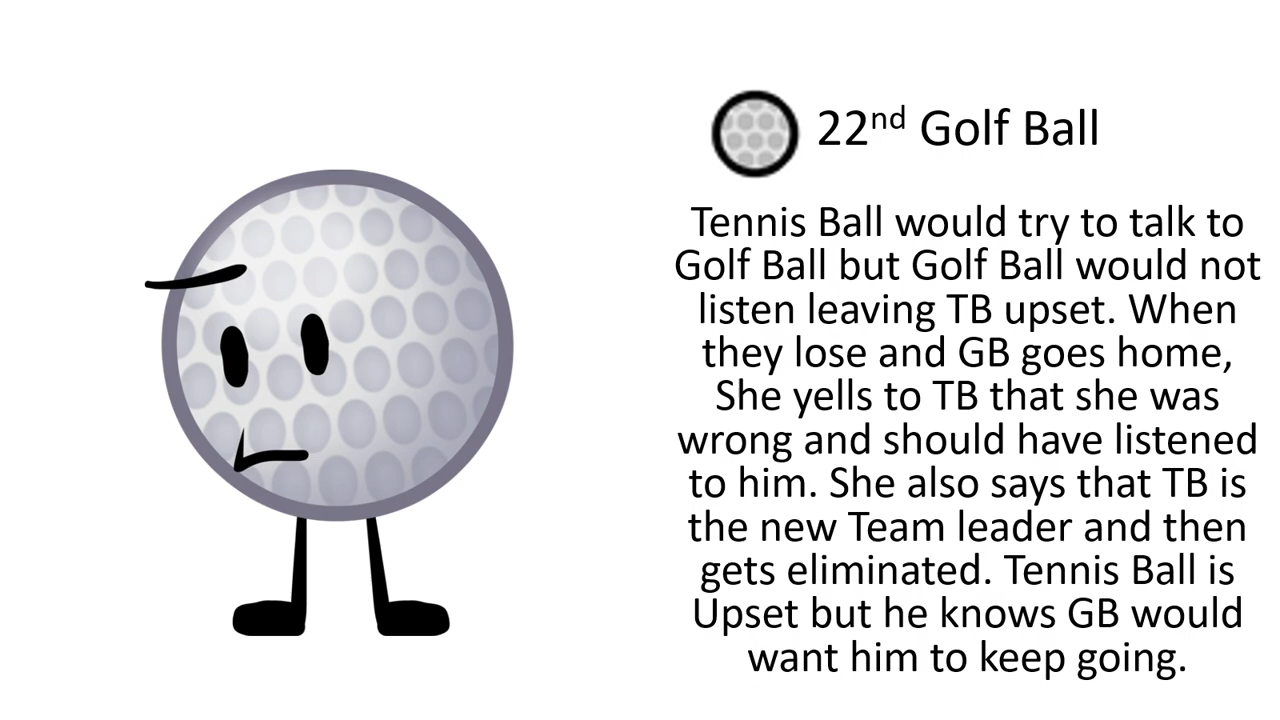 22nd Golf Ball
Tennis Ball would try to talk to
Golf Ball but Golf Ball would not
listen leaving TB upset. When
they lose and GB goes home,
She yells to TB that she was
wrong and should have listened
to him. She also says that TB is
the new Team leader and then
gets eliminated. Tennis Ball is
Upset but he knows GB would
want him to keep going.